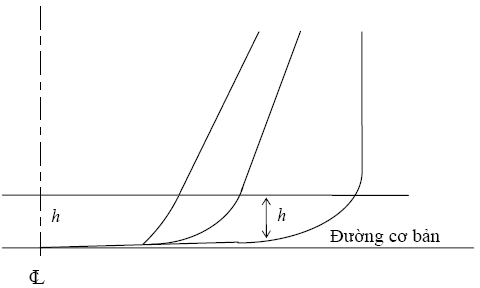 h
h
Đường cơ bản
℄